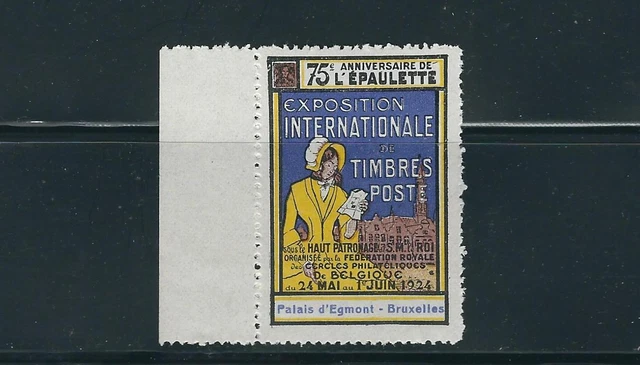 75e ANNIVERSAIRE DE
L'ÉPAULETTE
EXPOSITION
INTERNATIONALE
DE
TIMBRES
POST
SOUS le HAUT PATRONAGE de S.M. le ROI
ORGANISÉE par la FÉDÉRATION ROYALE
des CERCLES PHILATÉLIQUES
De BELGIQUE
du 24 MAI au 1er JUIN 1924
Palais d'Egmont - Bruxelles